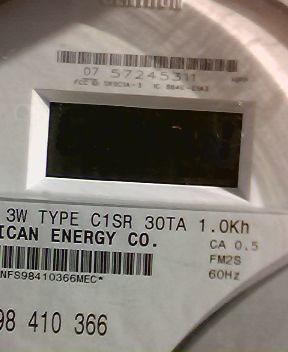 07 57245311
3W TYPE C1SR 30TA 1.0Kh
ICAN ENERGY CO.
CA 0.5
FM2S
60Hz
NFS98410366MEC*
98 410 366